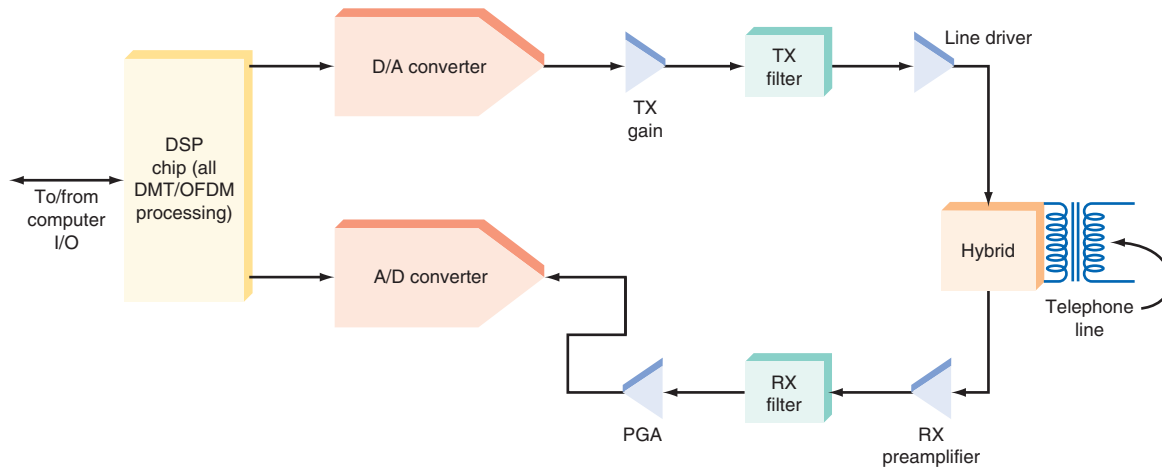 D/A converter
TX
gain
TX
filter
Line driver
DSP
chip (all
DMT/OFDM
processing)
To/from
computer
I/O
A/D converter
Hybrid
Telephone
line
PGA
RX
filter
RX
preamplifier